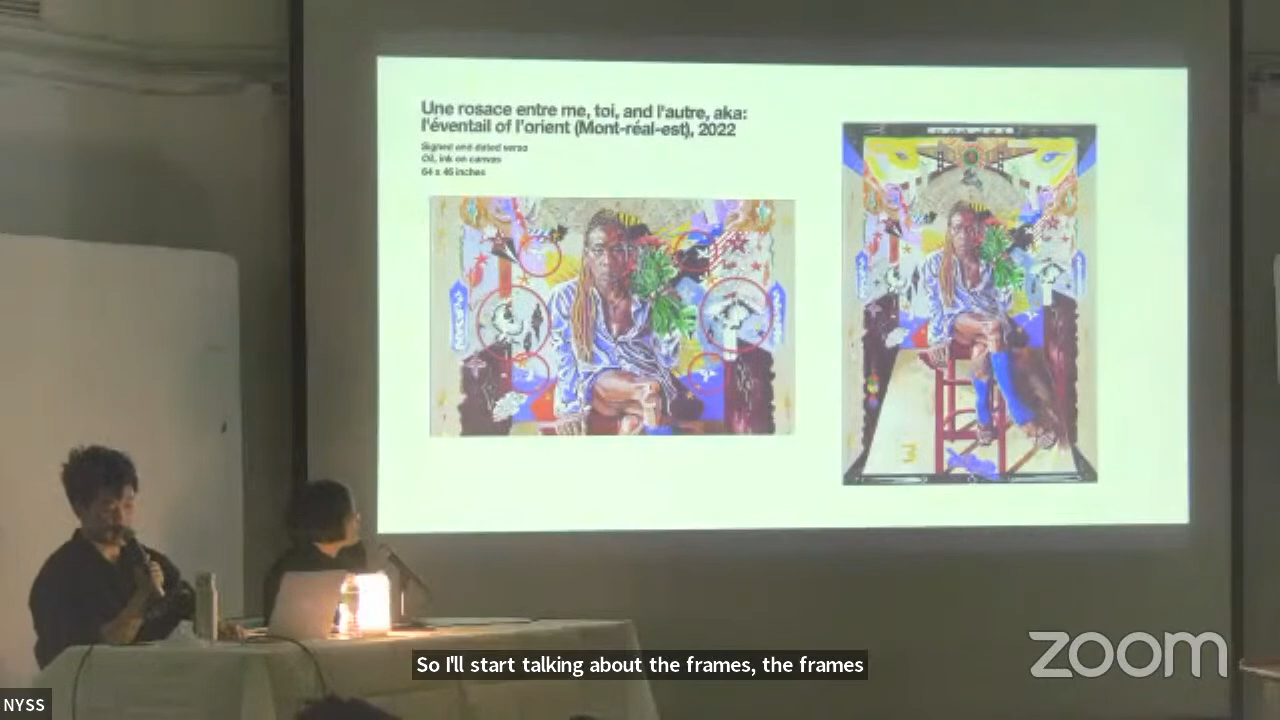 Une rosace entre me, toi, and l'autre, aka:
l'éventail of l'orient (Mont-réal-est), 2022
Signed and dated verso
Oil, ink on canvas
64 x 46 inches
3
So I'll start talking about the frames, the frames
zoom
NYSS